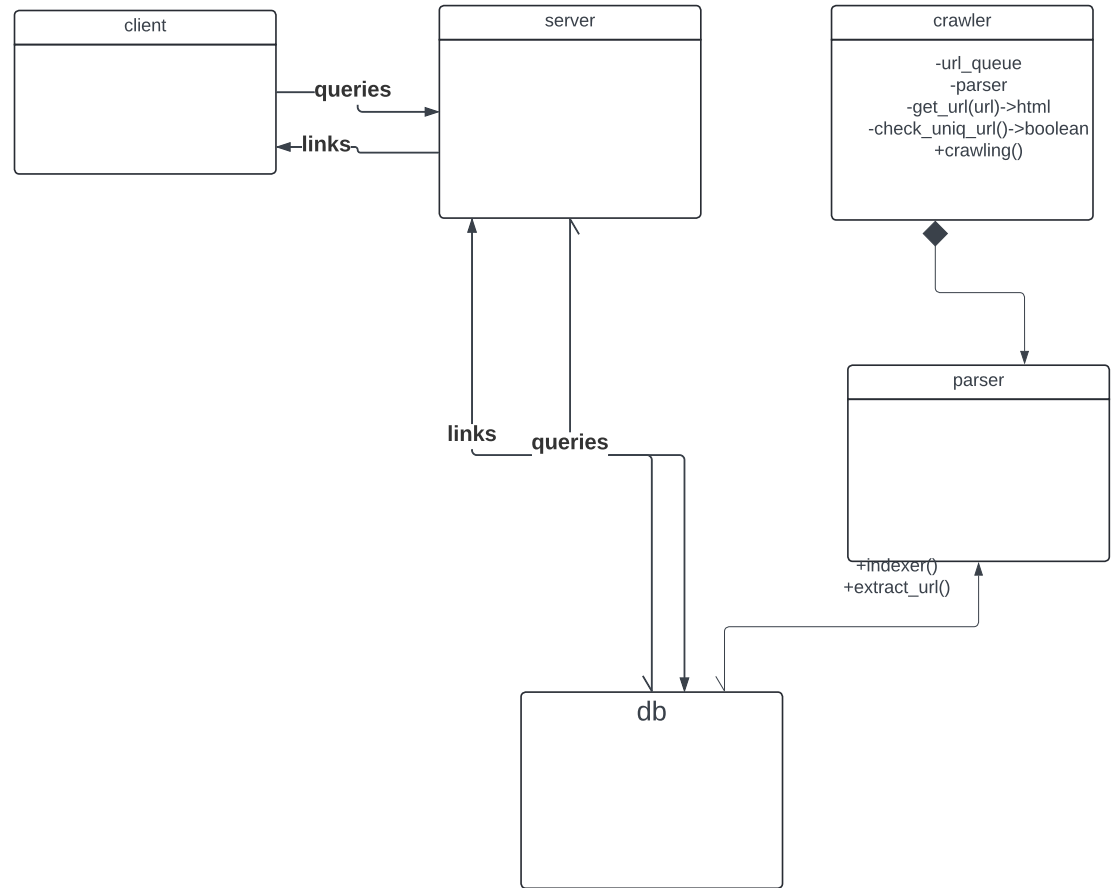 client
server
crawler
-url_queue
-parser
-get_url(url)->html
-check_uniq_url()->boolean
+crawling()
queries
links
parser
links
queries
+indexer()
+extract_url()
db